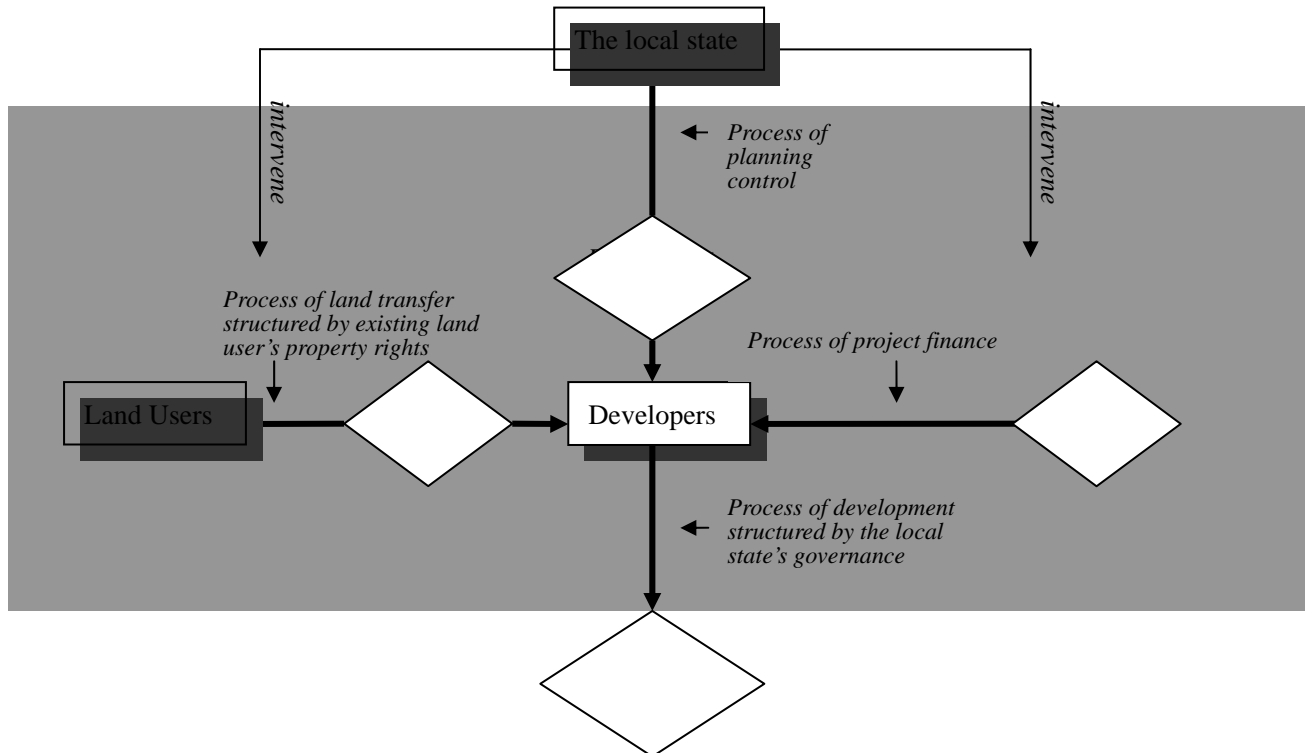 The local state
intervene
intervene
Process of
planning
control
Process of land transfer
structured by existing land
user's property rights
Process of project finance
Land Users
Developers
Process of development
structured by the local
state's governance